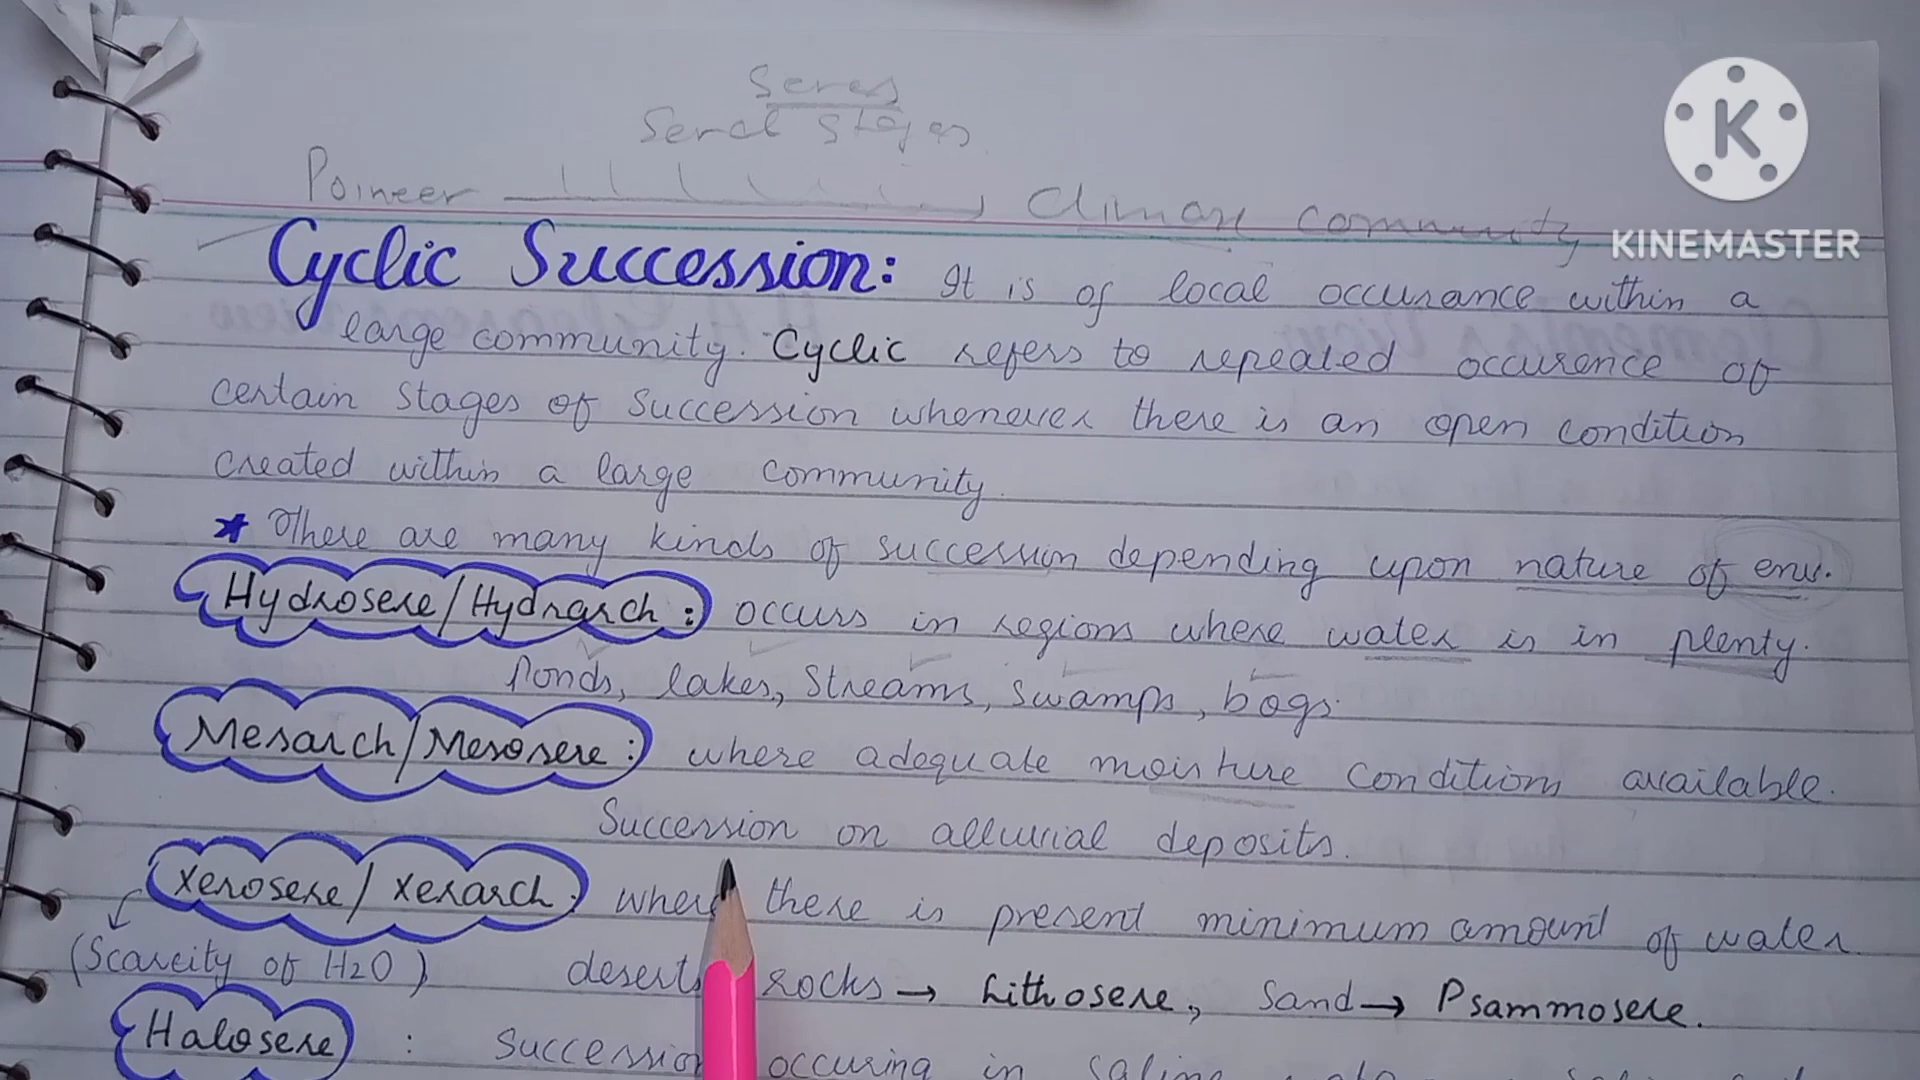 Seres
Seral Stages
Poineer Climax community
KINEMASTER
Cyclic Succession: It is of local occurance within a
large community. Cyclic refers to repeated occurence of
certain stages of succession whenever there is an open condition
created within a large community.
* There are many kinds of succession depending upon nature of env.
Hydrosere/Hydrarch: occurs in regions where water is in plenty.
Ponds, lakes, streams, swamps, bogs.
Mesarch/Mesosere: where adequate moisture conditions available.
Succession on alluvial deposits.
Xerosere/Xerarch: where there is present minimum amount of water
(Scarcity of H2O) deserts rocks → Lithosere, Sand → Psammosere.
Halosere : Succession occuring in saline